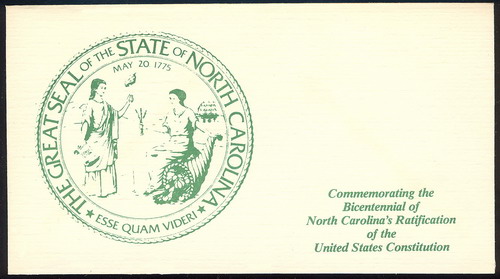 THE GREAT SEAL OF THE STATE OF NORTH CAROLINA
MAY 20 1775
★ ESSE QUAM VIDERI ★
Commemorating the
Bicentennial of
North Carolina's Ratification
of the
United States Constitution